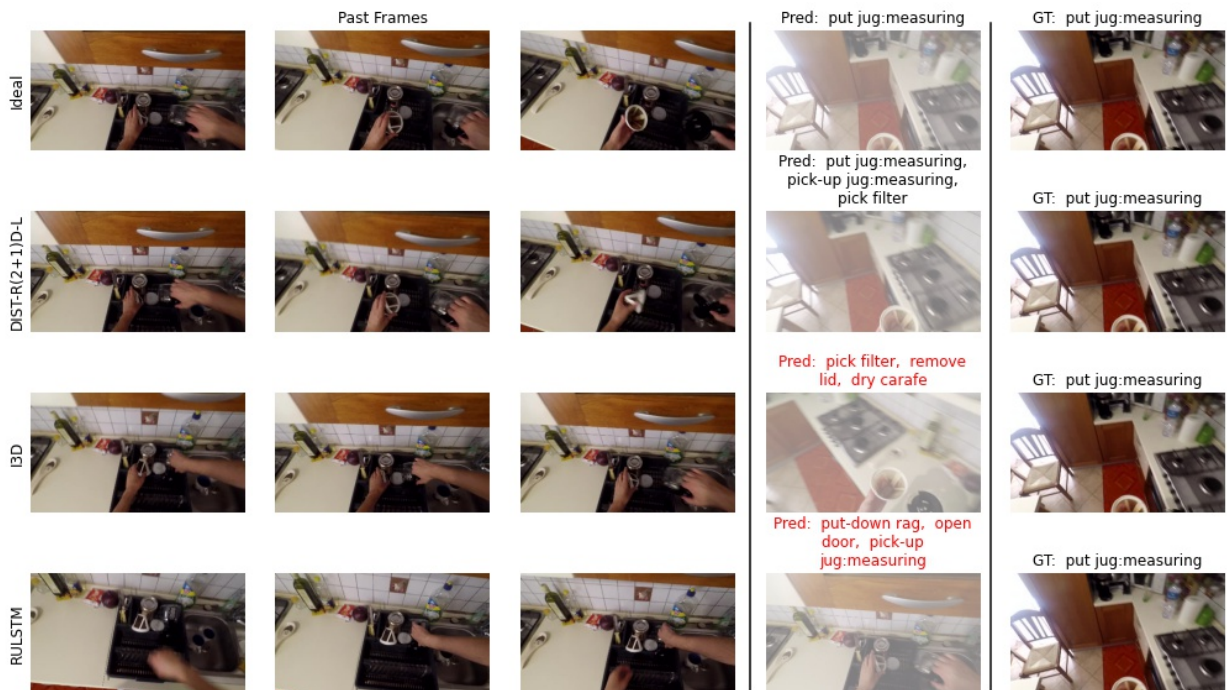 Past Frames
Pred: put jug:measuring
GT: put jug:measuring
Ideal
Pred: put jug:measuring,
pick-up jug:measuring,
pick filter
GT: put jug:measuring
DIST-R(2+1)D-L
Pred: pick filter, remove
lid, dry carafe
GT: put jug:measuring
I3D
Pred: put-down rag, open
door, pick-up
jug:measuring
GT: put jug:measuring
RULSTM